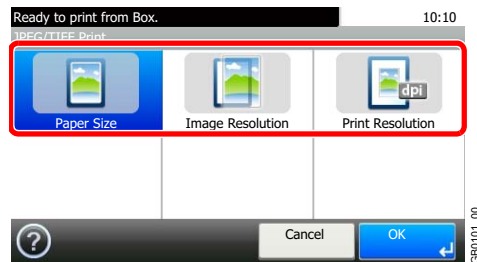 Ready to print from Box.
10:10
JPEG/TIFF Print
Paper Size
Image Resolution
dpi
Print Resolution
?
Cancel
OK
GB0101_00